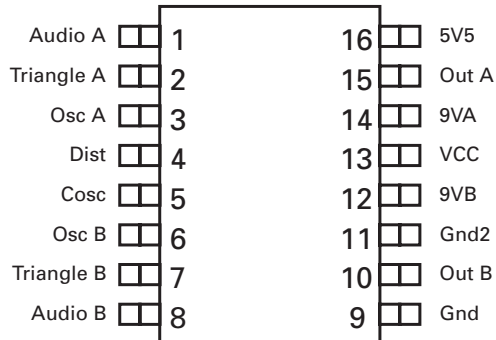 Audio A 1 16 5V5
Triangle A 2 15 Out A
Osc A 3 14 9VA
Dist 4 13 VCC
Cosc 5 12 9VB
Osc B 6 11 Gnd2
Triangle B 7 10 Out B
Audio B 8 9 Gnd